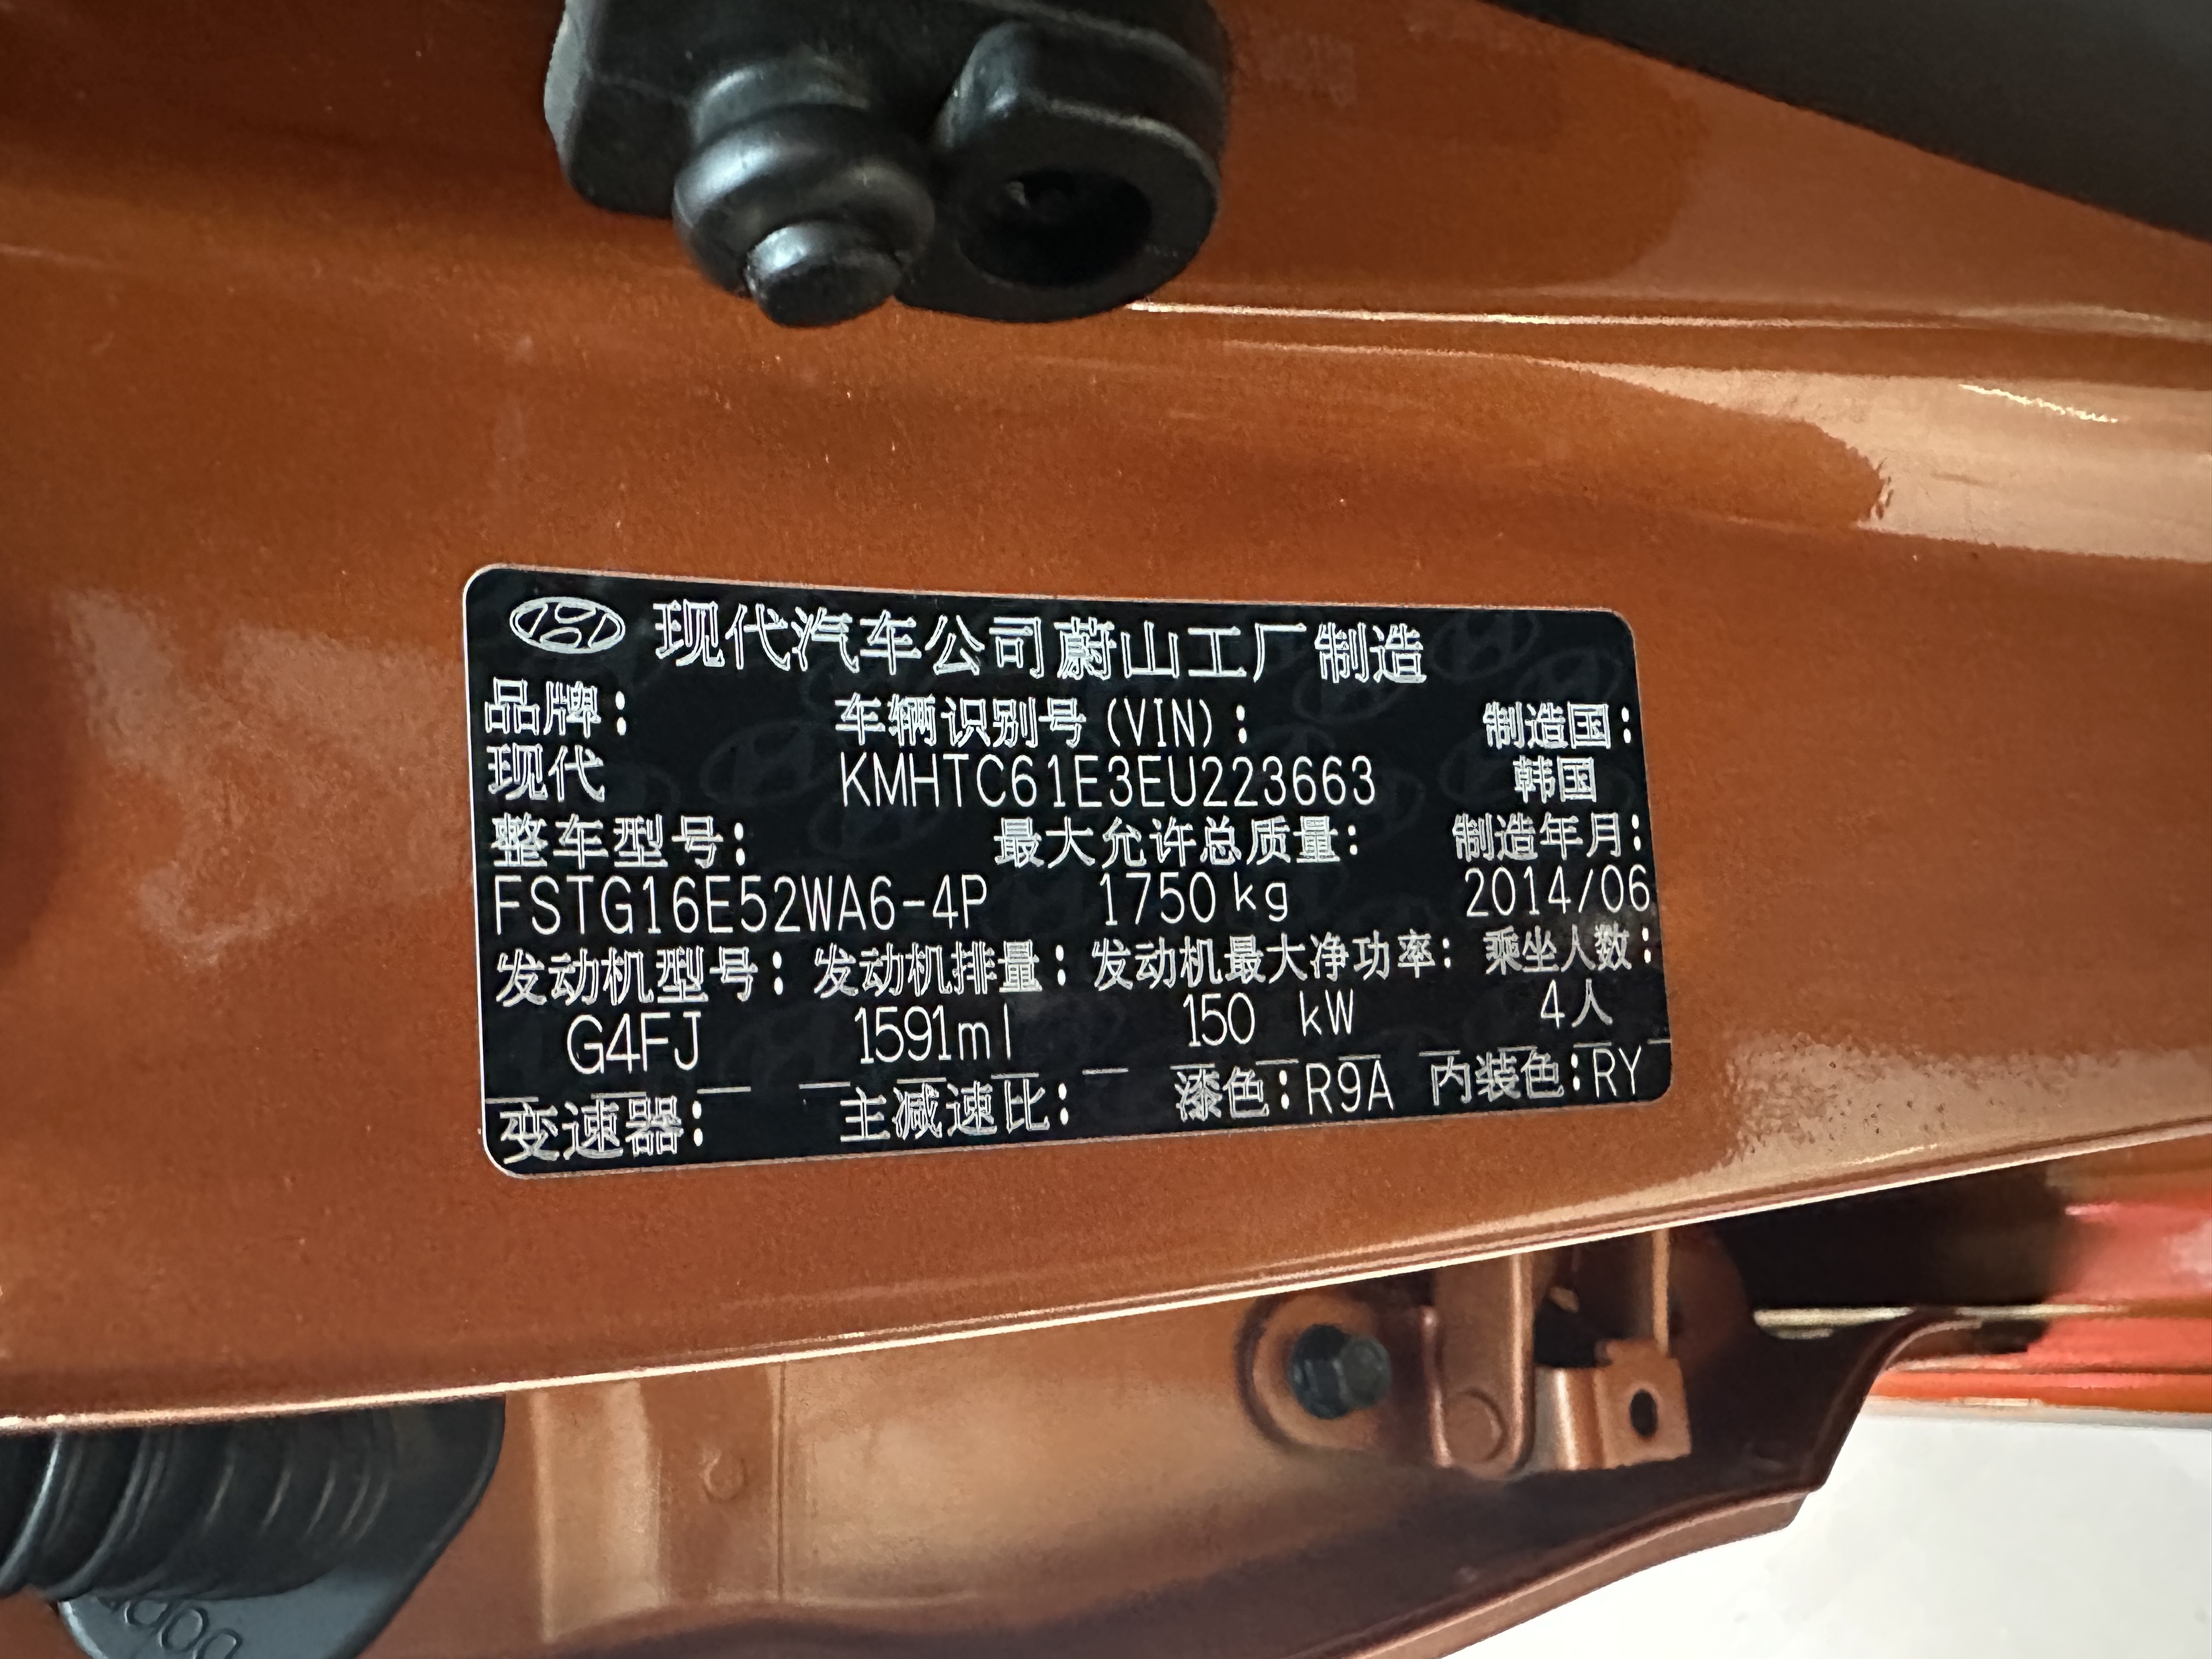 现代汽车公司蔚山工厂制造
品牌: 车辆识别号(VIN): 制造国:
现代 KMHTC61E3EU223663 韩国
整车型号: 最大允许总质量: 制造年月:
FSTG16E52WA6-4P 1750kg 2014/06
发动机型号: 发动机排量: 发动机最大净功率: 乘坐人数:
G4FJ 1591ml 150 kW 4人
变速器: 主减速比: 漆色:R9A 内装色:RY